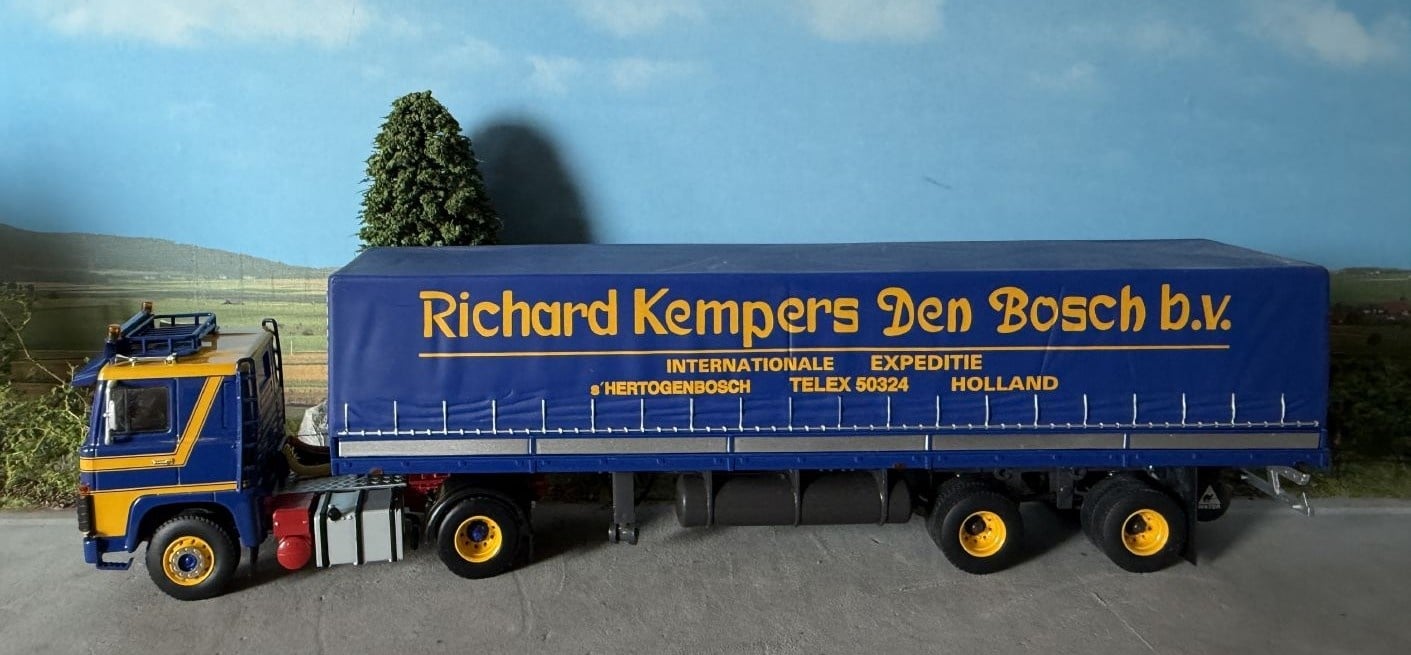 Richard Kempers Den Bosch b.v.
INTERNATIONALE EXPEDITIE
s'HERTOGENBOSCH TELEX 50324 HOLLAND